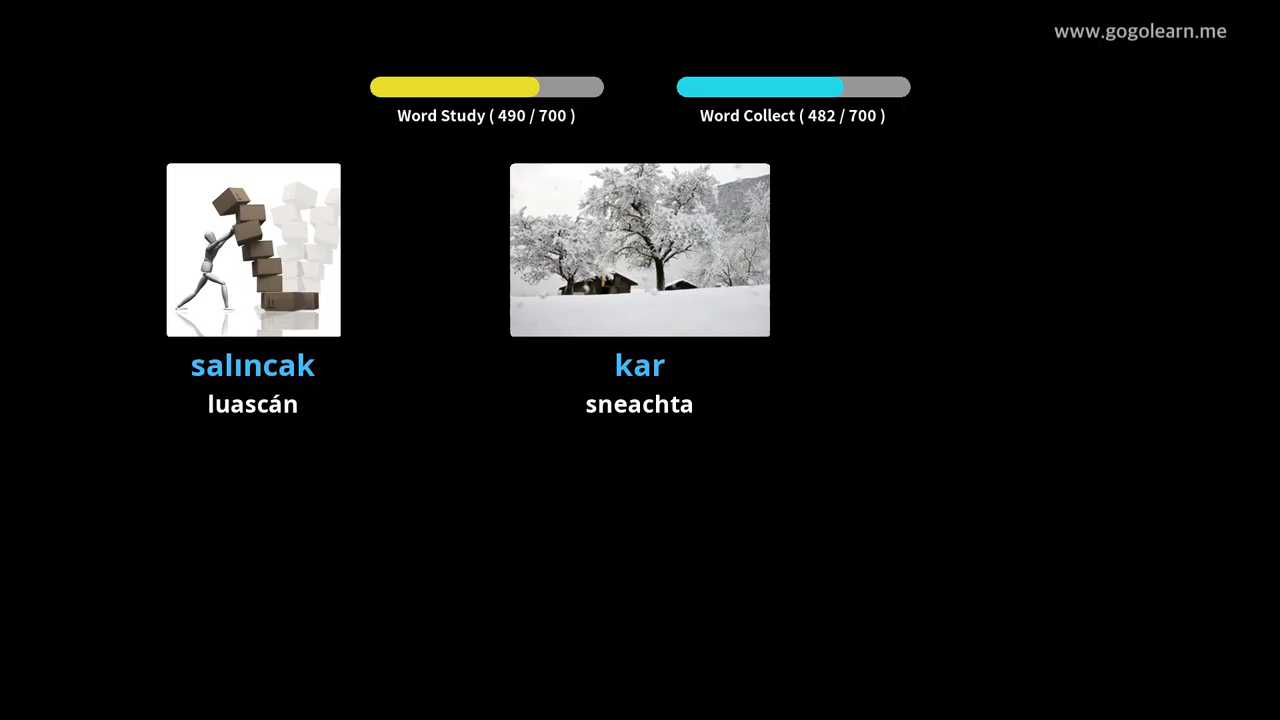 www.gogolearn.me
Word Study ( 490 / 700 )
Word Collect ( 482 / 700 )
salıncak
luascán
kar
sneachta